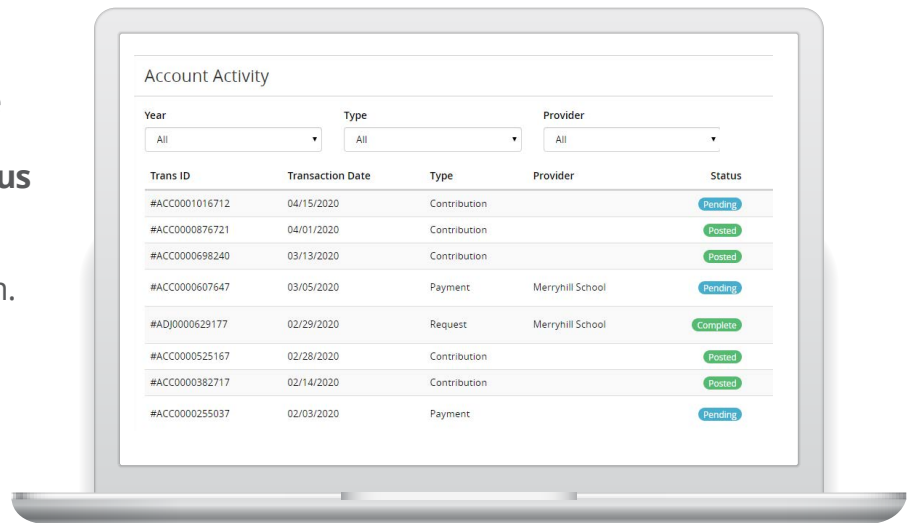 us
n.
Account Activity
Year Type Provider
All All All
Trans ID Transaction Date Type Provider Status
#ACC0001016712 04/15/2020 Contribution Pending
#ACC0000876721 04/01/2020 Contribution Posted
#ACC0000698240 03/13/2020 Contribution Posted
#ACC0000607647 03/05/2020 Payment Merryhill School Pending
#ADJ0000629177 02/29/2020 Request Merryhill School Complete
#ACC0000525167 02/28/2020 Contribution Posted
#ACC0000382717 02/14/2020 Contribution Posted
#ACC0000255037 02/03/2020 Payment Pending